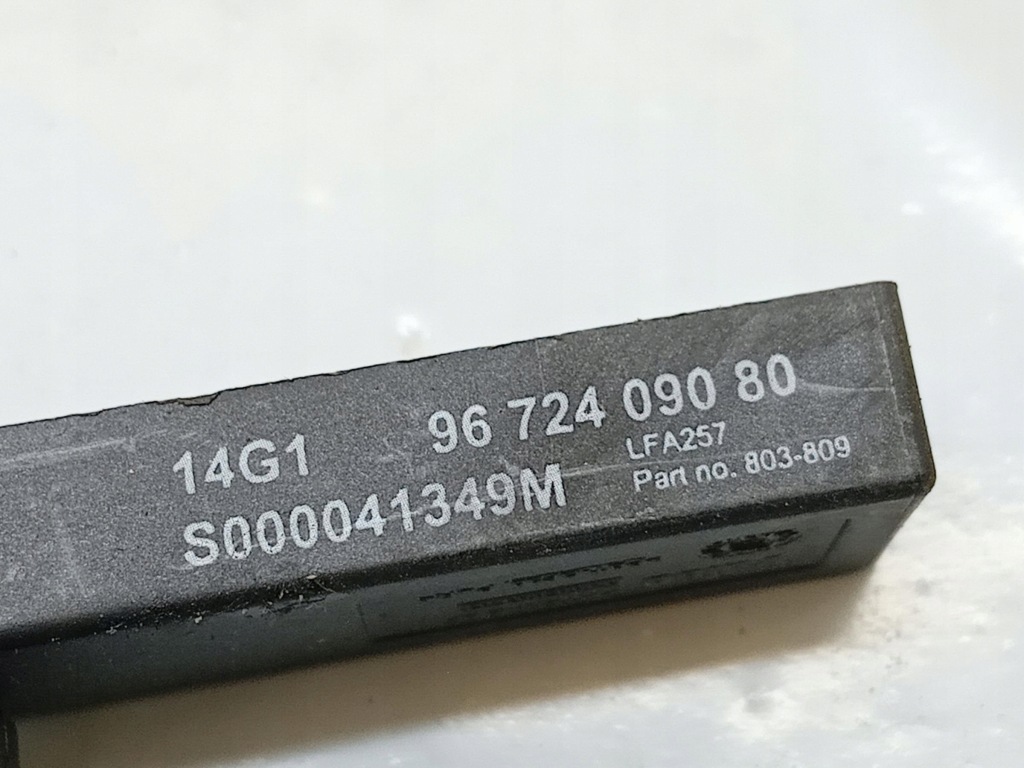 14G1 96 724 090 80
LFA257
S000041349M Part no. 803-809